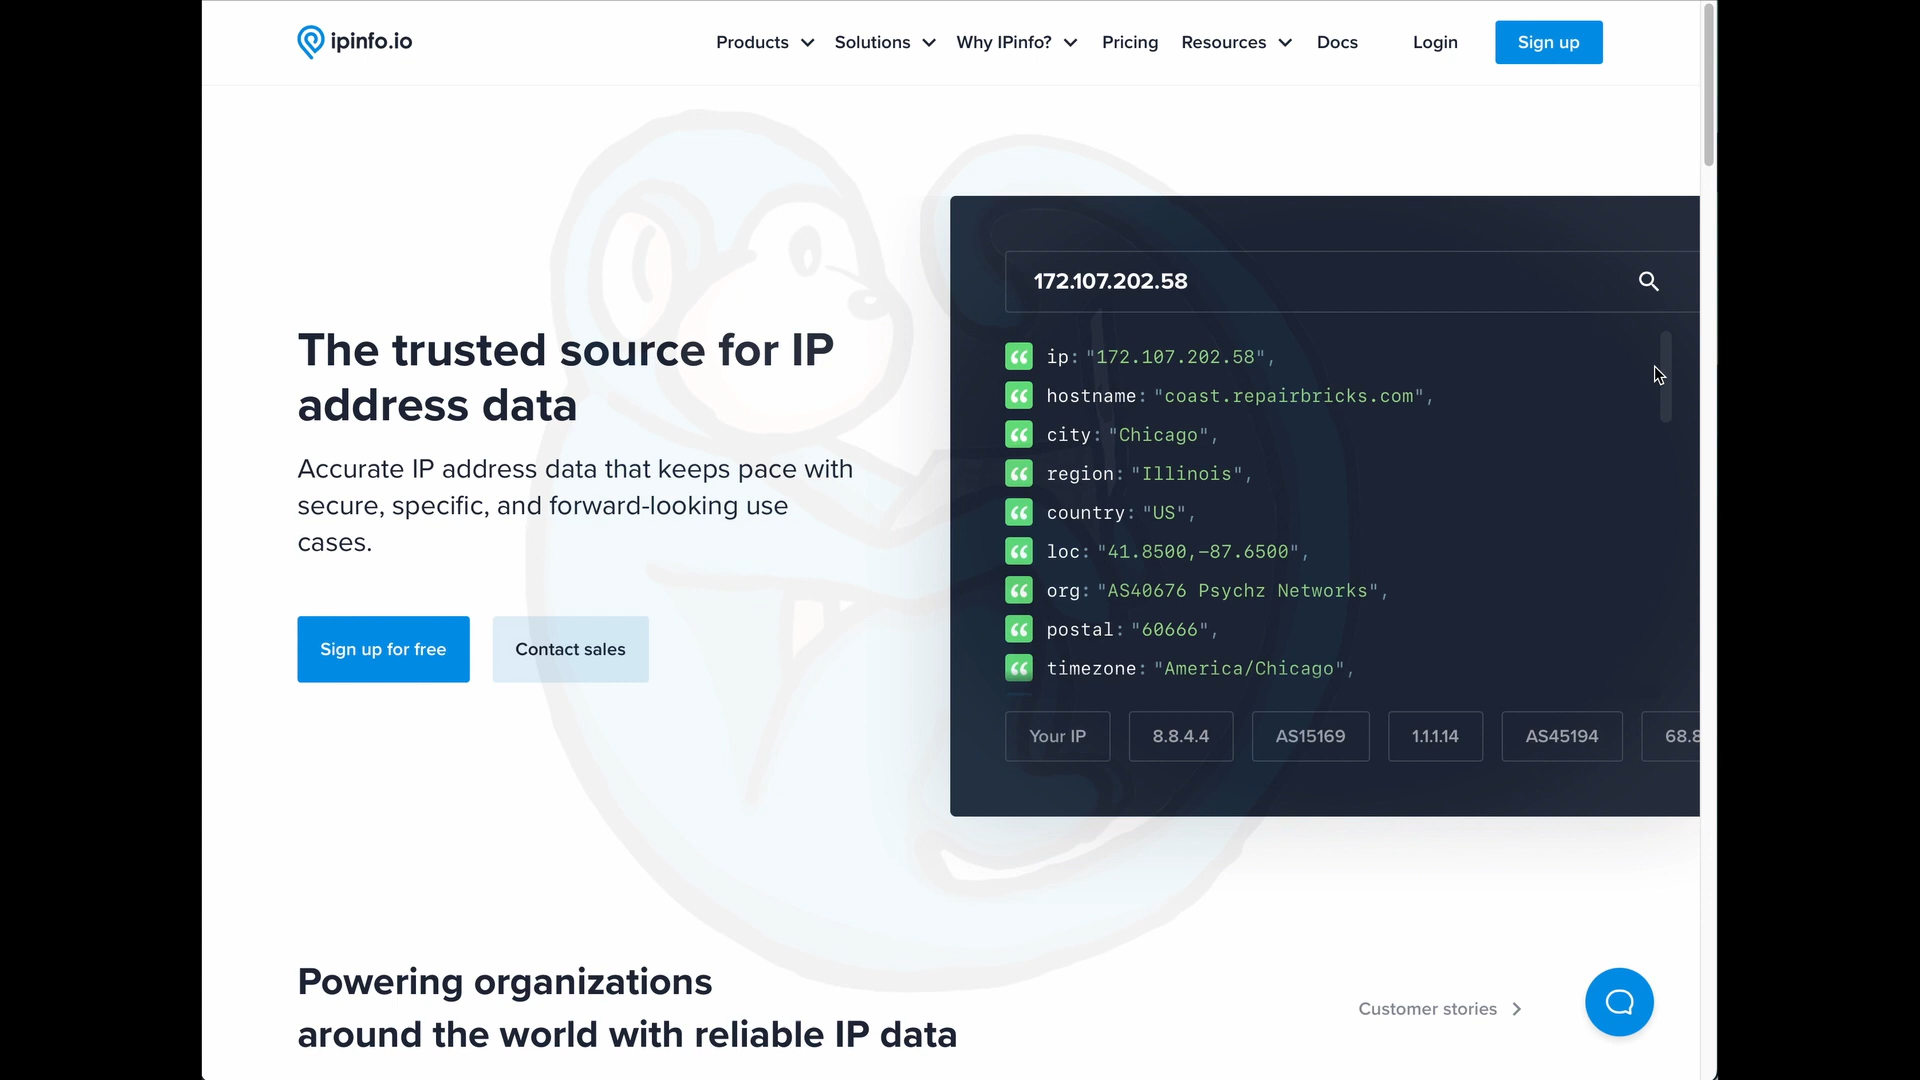 ipinfo.io
Products Solutions Why IPinfo? Pricing Resources Docs Login Sign up
The trusted source for IP
address data
Accurate IP address data that keeps pace with
secure, specific, and forward-looking use
cases.
Sign up for free Contact sales
172.107.202.58
ip: "172.107.202.58",
hostname: "coast.repairbricks.com",
city: "Chicago",
region: "Illinois",
country: "US",
loc: "41.8500,-87.6500",
org: "AS40676 Psychz Networks",
postal: "60666",
timezone: "America/Chicago",
Your IP 8.8.4.4 AS15169 1.1.1.14 AS45194 68.8
Powering organizations
around the world with reliable IP data
Customer stories